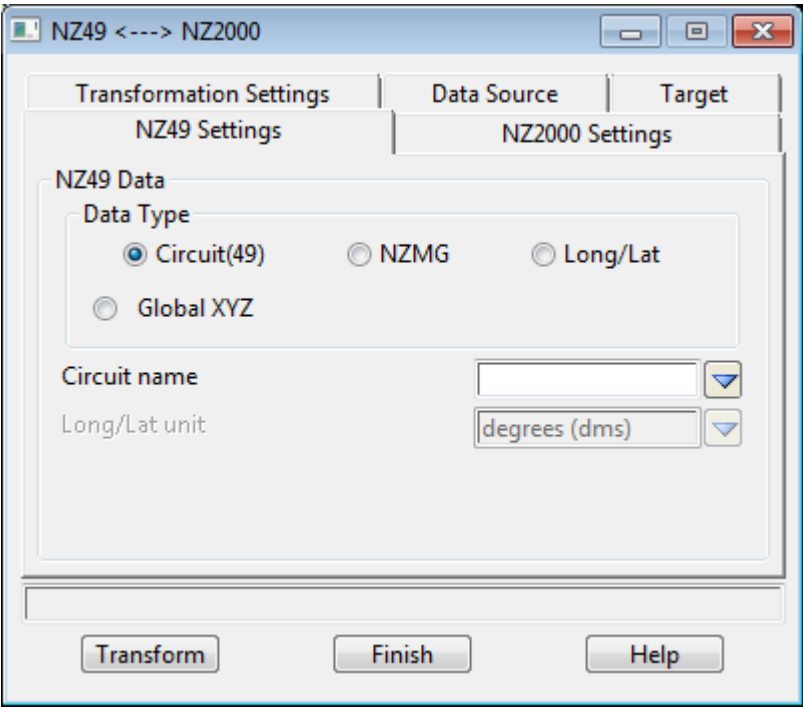 NZ49 <---> NZ2000
Transformation Settings Data Source Target
NZ49 Settings NZ2000 Settings
NZ49 Data
Data Type
Circuit(49) NZMG Long/Lat
Global XYZ
Circuit name
Long/Lat unit degrees (dms)
Transform Finish Help